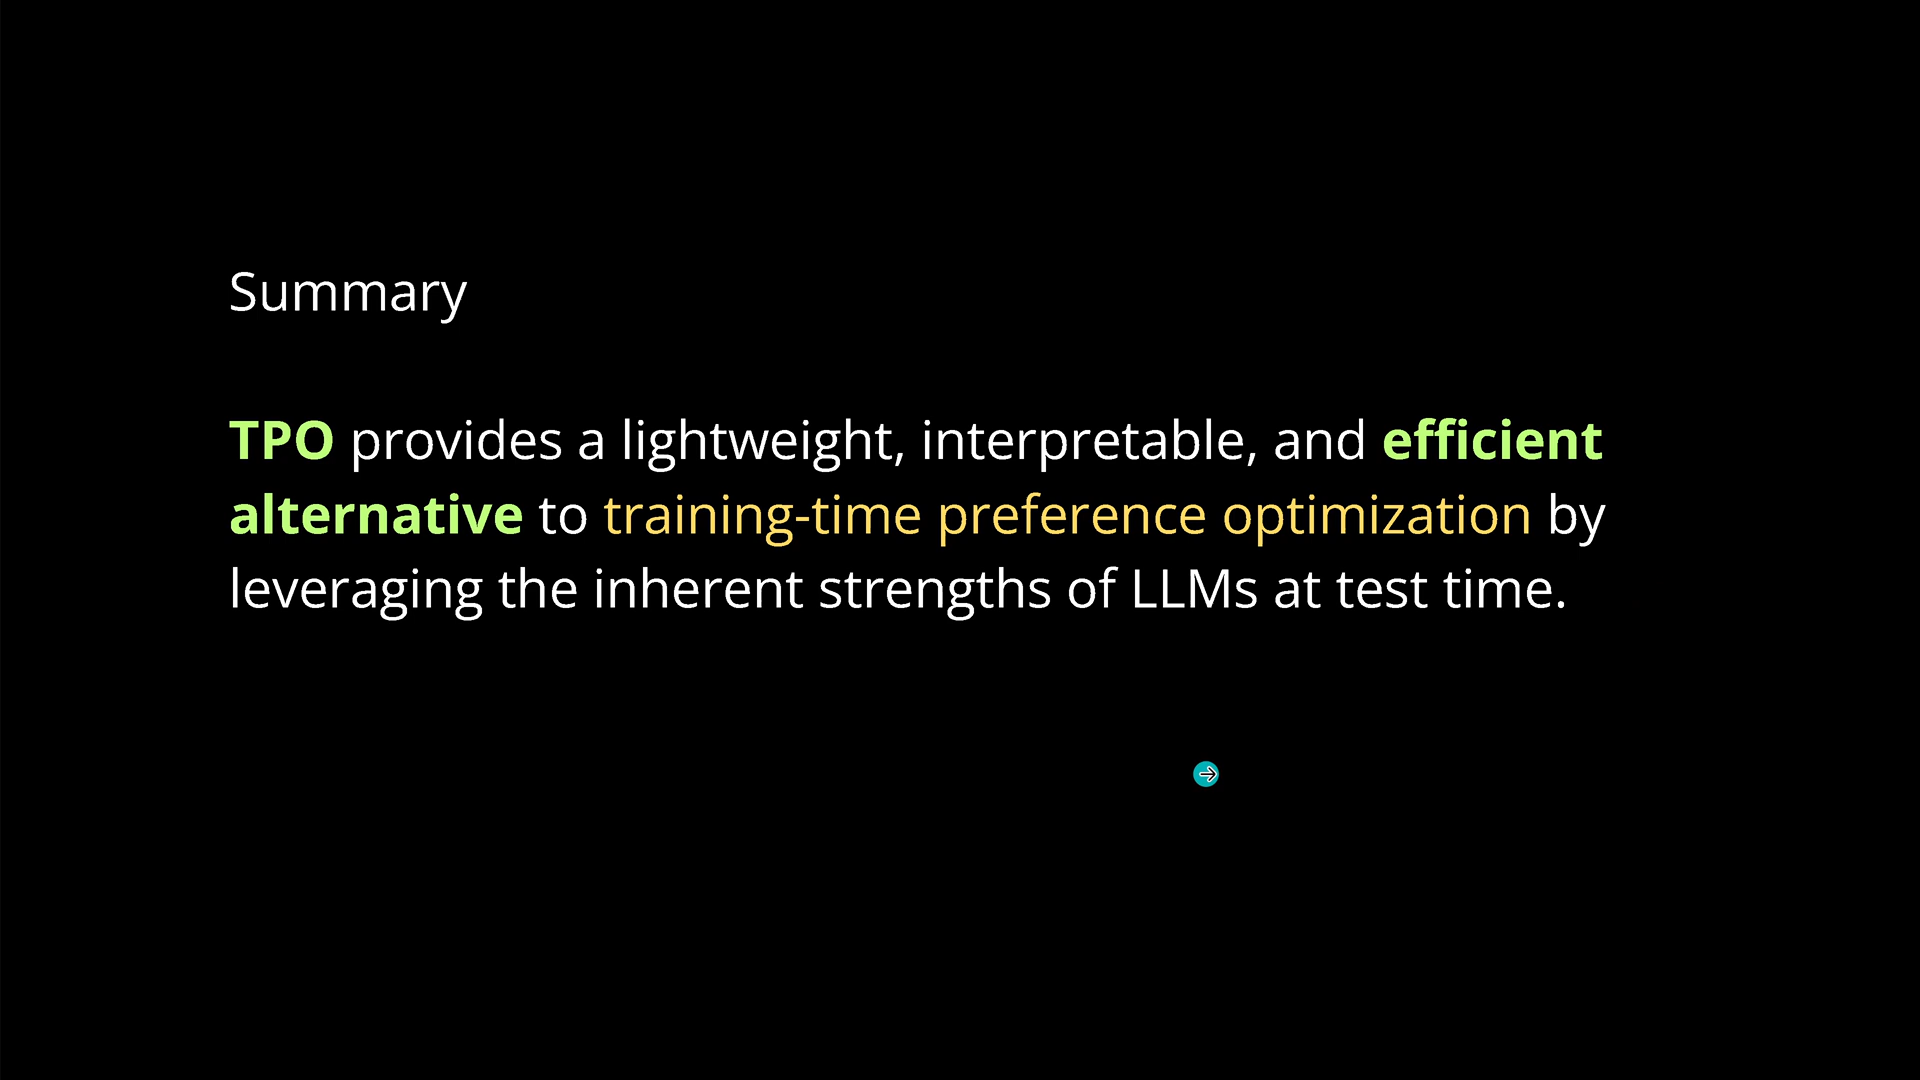 Summary
TPO provides a lightweight, interpretable, and efficient
alternative to training-time preference optimization by
leveraging the inherent strengths of LLMs at test time.